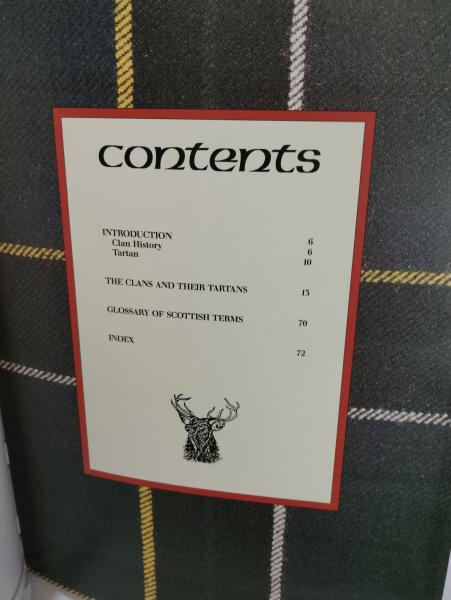 contents
INTRODUCTION 6
Clan History 6
Tartan 10
THE CLANS AND THEIR TARTANS 13
GLOSSARY OF SCOTTISH TERMS 70
INDEX 72